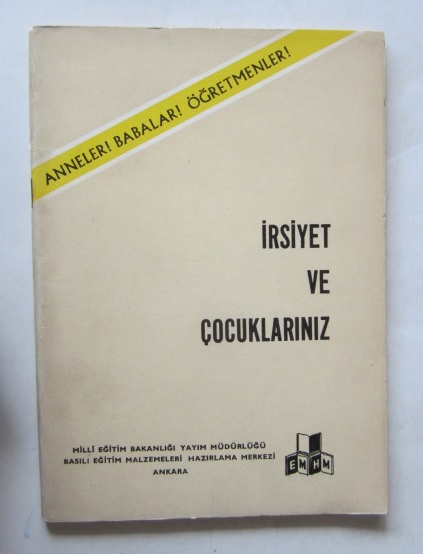 ANNELER! BABALAR! ÖĞRETMENLER!
İRSİYET
VE
ÇOCUKLARINIZ
MİLLÎ EĞİTİM BAKANLIĞI YAYIM MÜDÜRLÜĞÜ
BASILI EĞİTİM MALZEMELERİ HAZIRLAMA MERKEZİ
ANKARA
EMHM